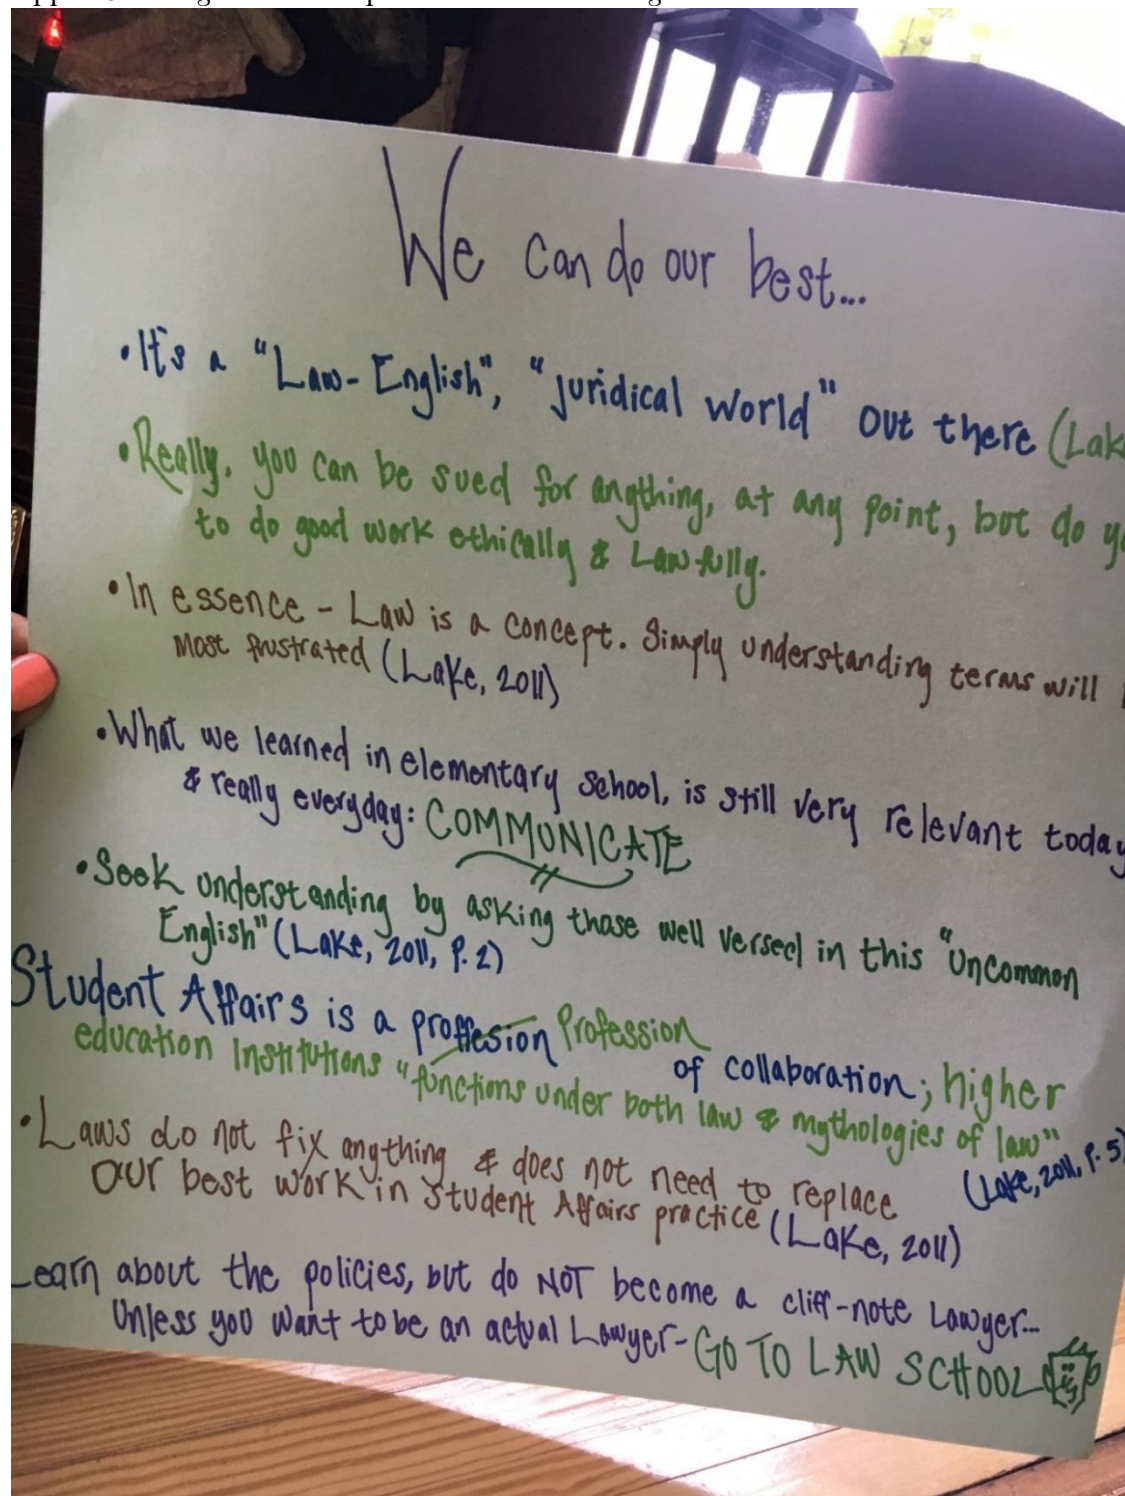 We can do our best...
• It's a "Law-English", "juridical world" out there (Lak
• Really, you can be sued for anything, at any point, but do y
to do good work ethically & Lawfully.
• In essence - Law is a concept. Simply understanding terms will
most frustrated (Lake, 2011)
• What we learned in elementary school, is still very relevant today
& really everyday: COMMUNICATE
• Seek understanding by asking those well versed in this "Uncommon
English" (Lake, 2011, p. 2)
Student Affairs is a proffesion Profession
of collaboration; higher
education Institutions "functions under both law & mythologies of law"
(Lake, 2011, p. 5)
• Laws do not fix anything & does not need to replace
our best work in Student Affairs practice (Lake, 2011)
Learn about the policies, but do NOT become a cliff-note Lawyer...
Unless you want to be an actual Lawyer- GO TO LAW SCHOOL